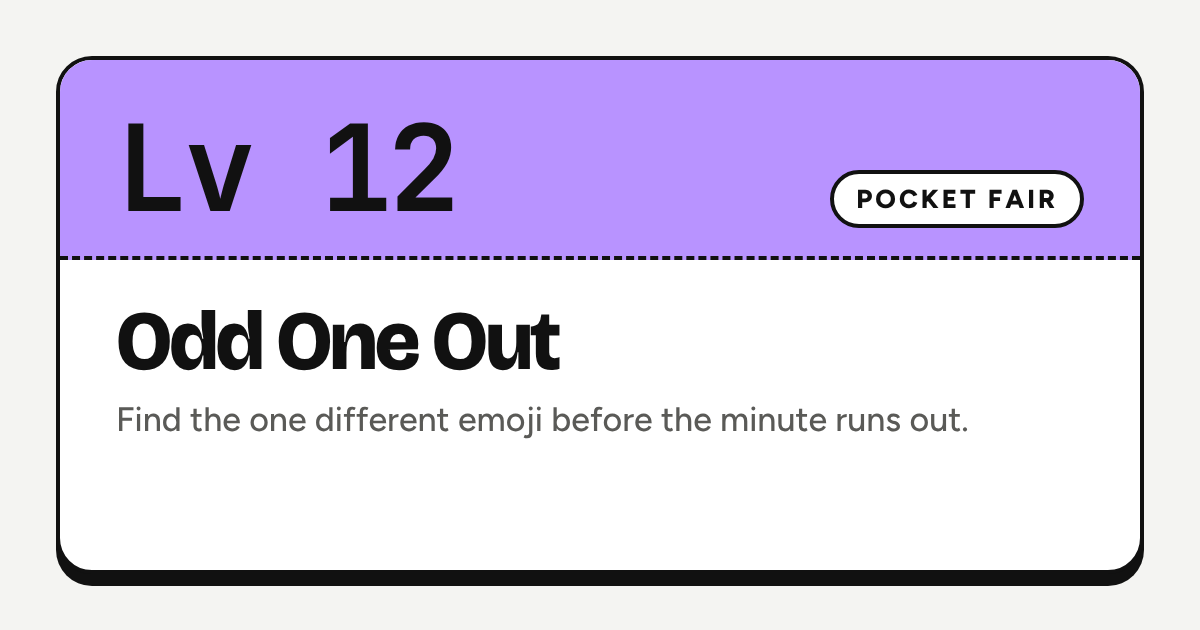 Lv 12
POCKET FAIR
Odd One Out
Find the one different emoji before the minute runs out.